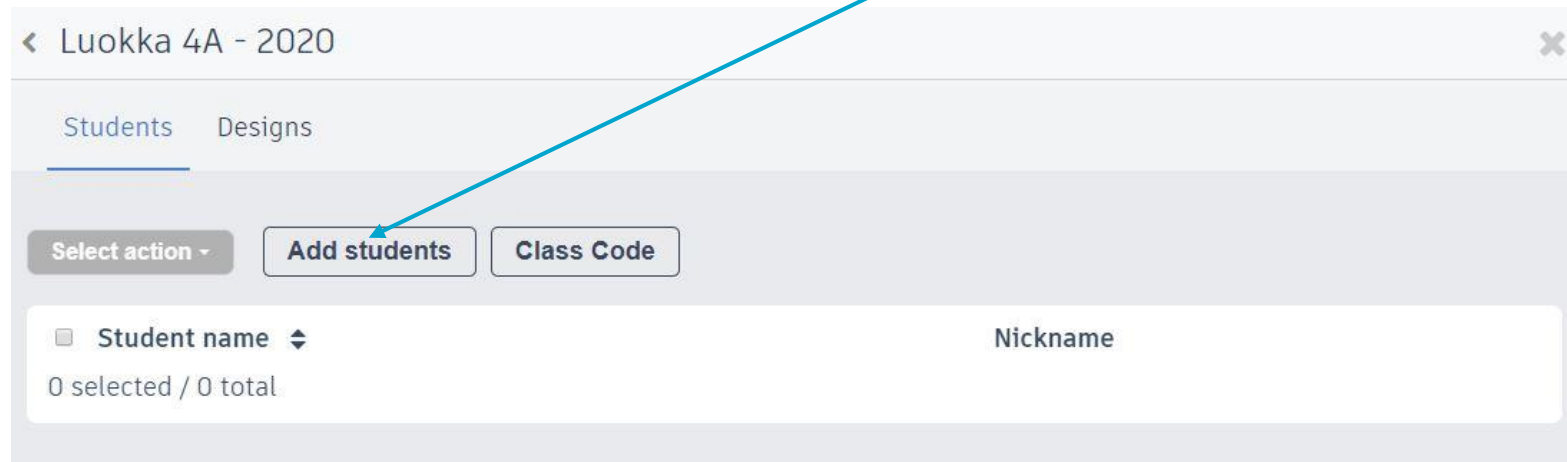 Luokka 4A - 2020
Students Designs
Select action Add students Class Code
Student name Nickname
0 selected / 0 total